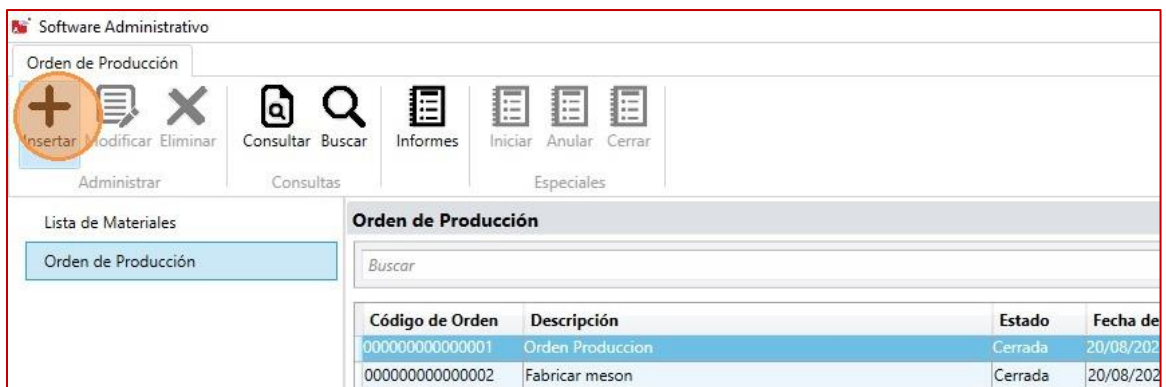 Software Administrativo
Orden de Producción
Insertar Modificar Eliminar Consultar Buscar Informes Iniciar Anular Cerrar
Administrar Consultas Especiales
Lista de Materiales
Orden de Producción
Orden de Producción
Buscar
Código de Orden Descripción Estado Fecha de
000000000000001 Orden Produccion Cerrada 20/08/202
000000000000002 Fabricar meson Cerrada 20/08/202